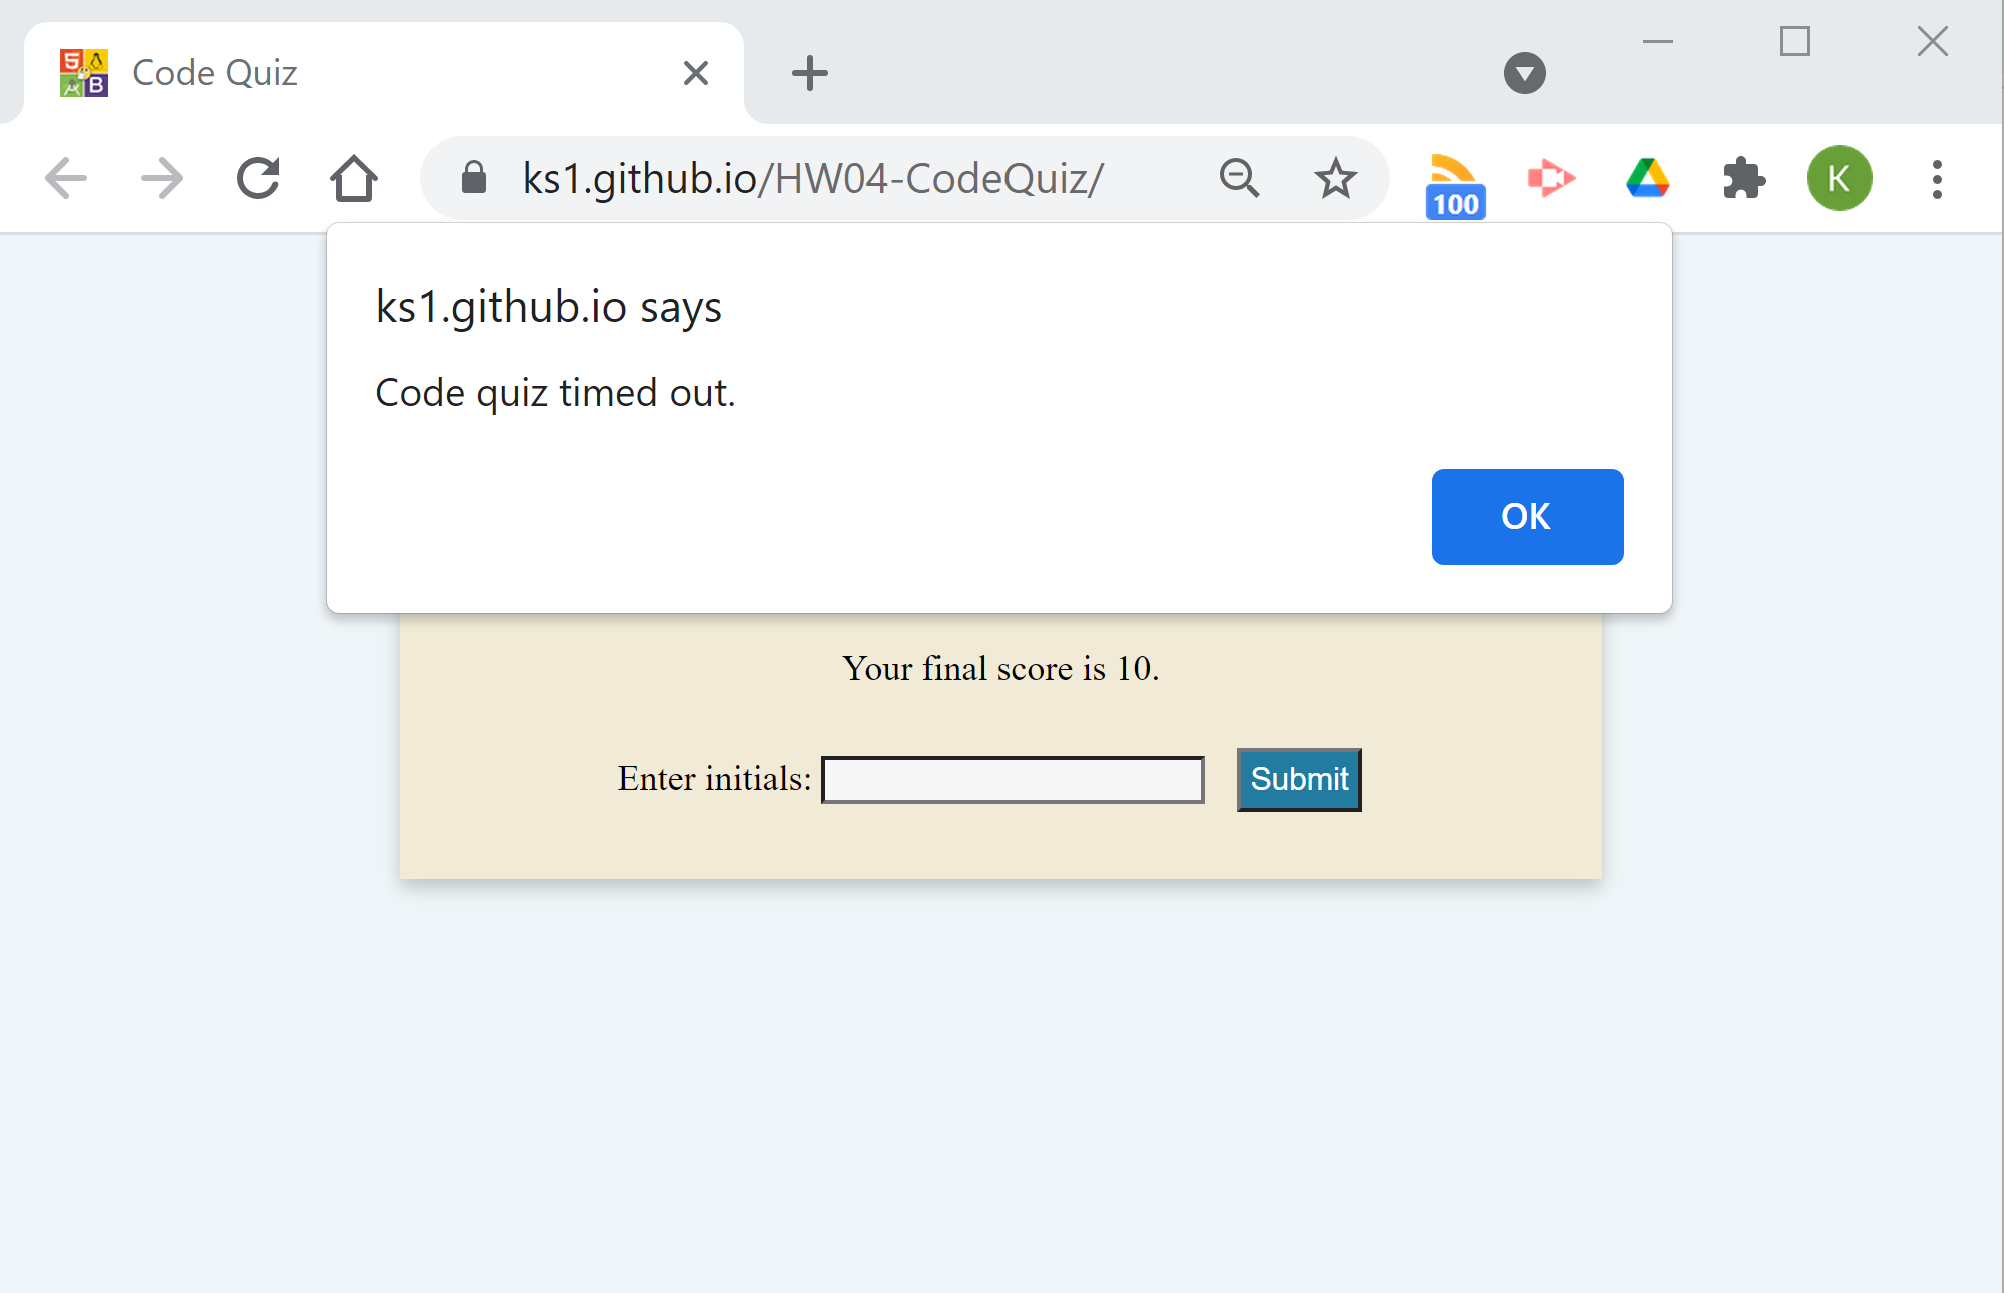 Code Quiz
ks1.github.io/HW04-CodeQuiz/
100
K
ks1.github.io says
Code quiz timed out.
OK
Your final score is 10.
Enter initials:
Submit